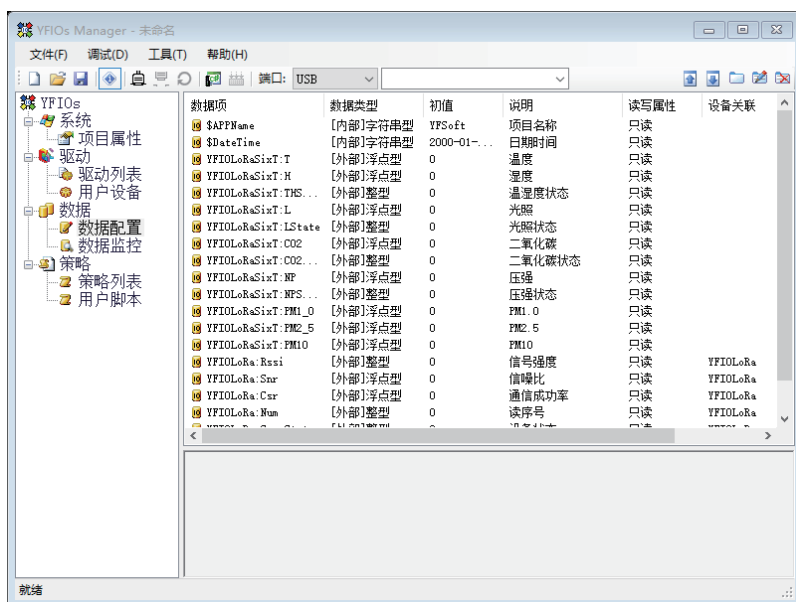 YFIOs Manager - 未命名
文件(F) 调试(D) 工具(T) 帮助(H)
端口: USB
YFIOs
系统
项目属性
驱动
驱动列表
用户设备
数据
数据配置
数据监控
策略
策略列表
用户脚本
数据项 数据类型 初值 说明 读写属性 设备关联
$APPName [内部]字符串型 YFSoft 项目名称 只读
$DateTime [内部]字符串型 2000-01-... 日期时间 只读
YFIOLoRaSixT:T [外部]浮点型 0 温度 只读
YFIOLoRaSixT:H [外部]浮点型 0 湿度 只读
YFIOLoRaSixT:THS... [外部]整型 0 温湿度状态 只读
YFIOLoRaSixT:L [外部]浮点型 0 光照 只读
YFIOLoRaSixT:LState [外部]整型 0 光照状态 只读
YFIOLoRaSixT:CO2 [外部]浮点型 0 二氧化碳 只读
YFIOLoRaSixT:CO2... [外部]整型 0 二氧化碳状态 只读
YFIOLoRaSixT:NP [外部]浮点型 0 压强 只读
YFIOLoRaSixT:NPS... [外部]整型 0 压强状态 只读
YFIOLoRaSixT:PM1_0 [外部]浮点型 0 PM1.0 只读
YFIOLoRaSixT:PM2_5 [外部]浮点型 0 PM2.5 只读
YFIOLoRaSixT:PM10 [外部]浮点型 0 PM10 只读
YFIOLoRa:Rssi [外部]整型 0 信号强度 只读 YFIOLoRa
YFIOLoRa:Snr [外部]浮点型 0 信噪比 只读 YFIOLoRa
YFIOLoRa:Csr [外部]浮点型 0 通信成功率 只读 YFIOLoRa
YFIOLoRa:Num [外部]整型 0 读序号 只读 YFIOLoRa
就绪